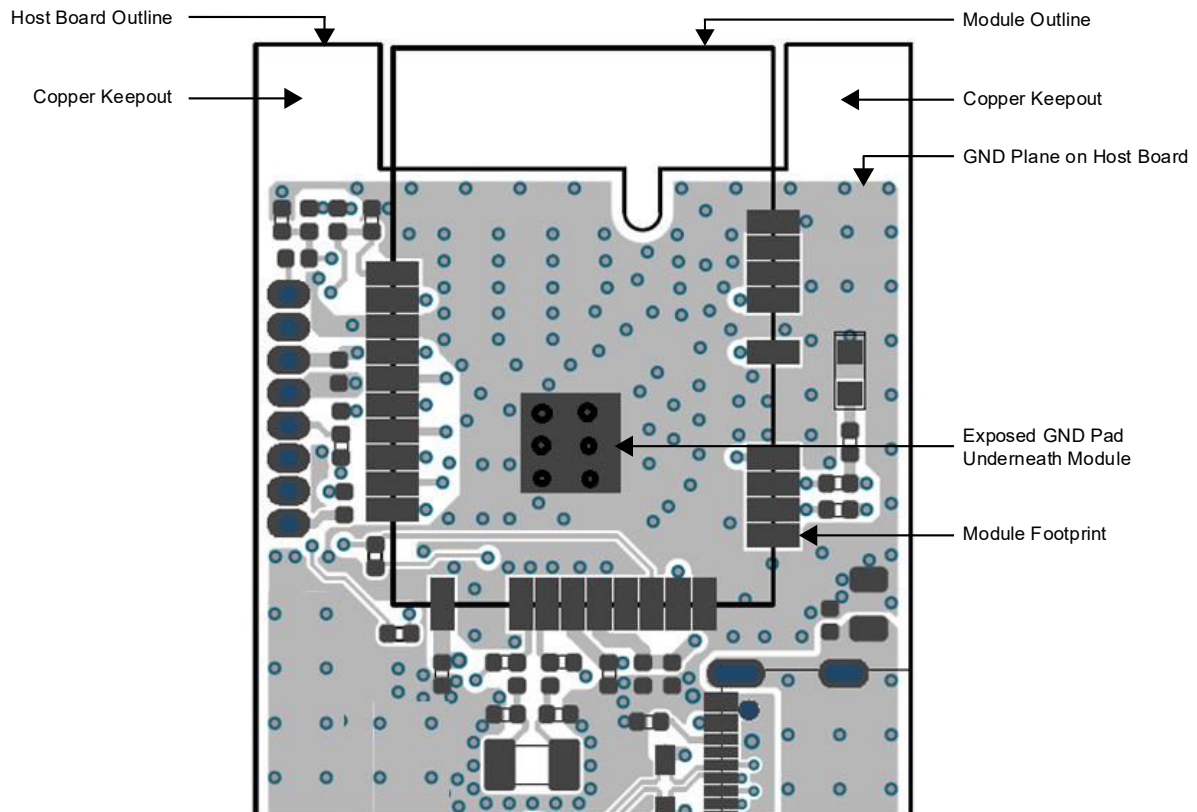 Host Board Outline
Module Outline
Copper Keepout
Copper Keepout
GND Plane on Host Board
Exposed GND Pad
Underneath Module
Module Footprint